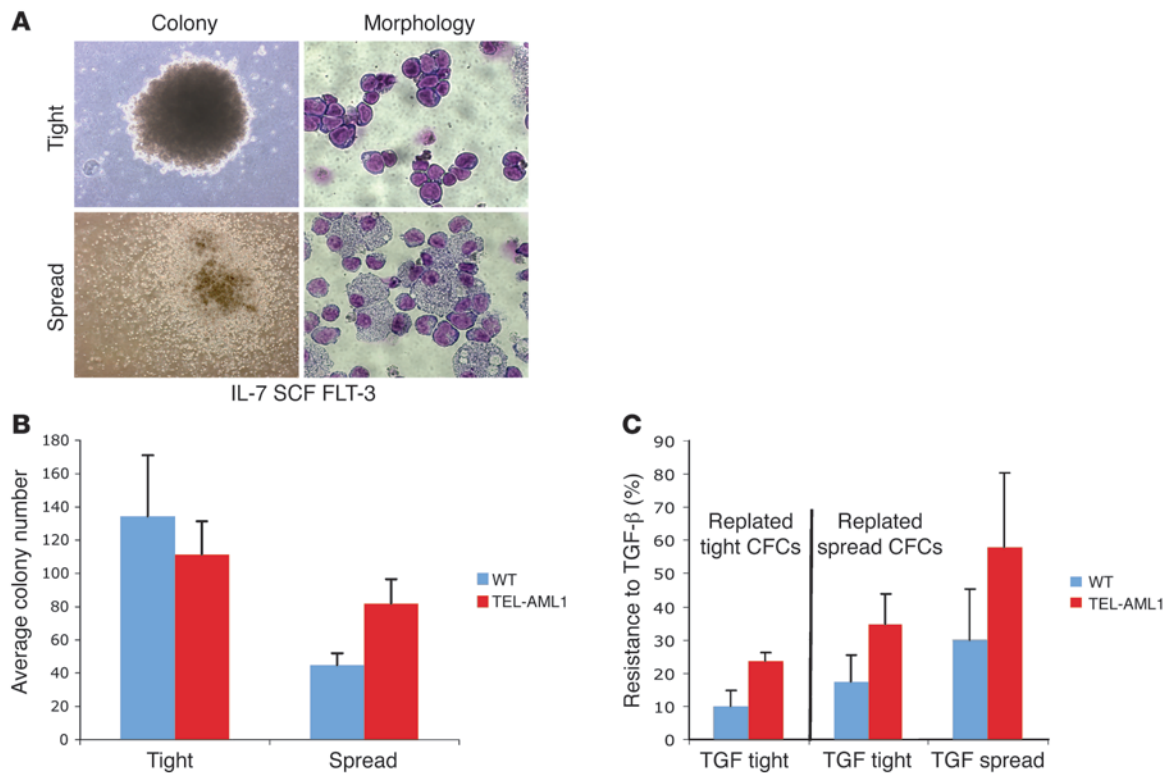 A
Colony
Morphology
Tight
Spread
IL-7 SCF FLT-3
B
Average colony number
180
160
140
120
100
80
60
40
20
0
Tight
Spread
WT
TEL-AML1
C
Resistance to TGF-β (%)
90
80
70
60
50
40
30
20
10
0
Replated
tight CFCs
Replated
spread CFCs
TGF tight
TGF tight
TGF spread
WT
TEL-AML1